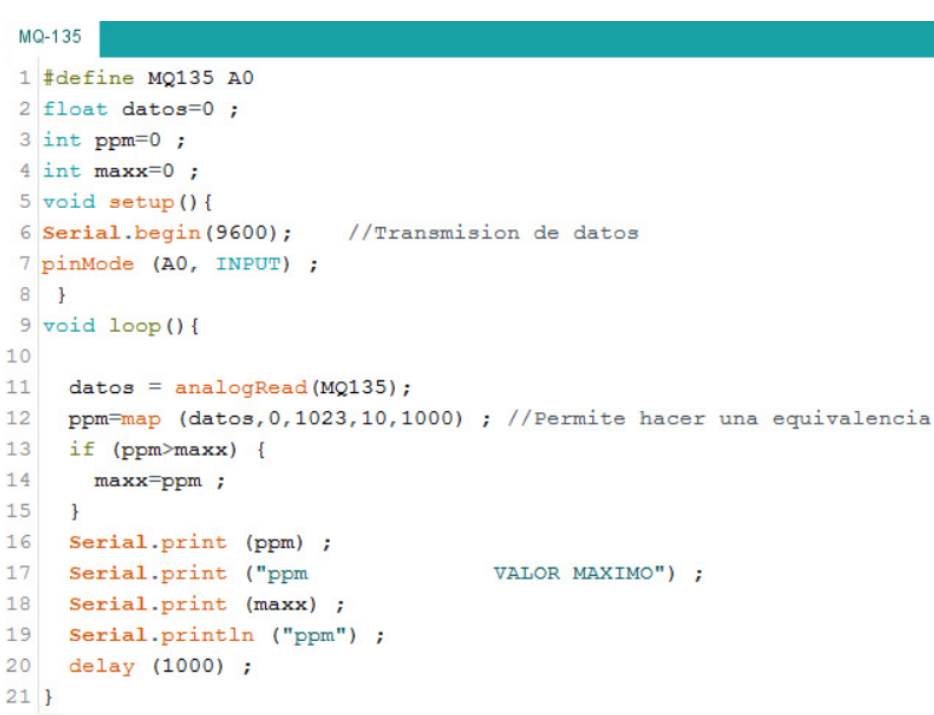 MQ-135
1 #define MQ135 A0
2 float datos=0 ;
3 int ppm=0 ;
4 int maxx=0 ;
5 void setup(){
6 Serial.begin(9600);    //Transmision de datos
7 pinMode (A0, INPUT) ;
8  }
9 void loop(){
10
11   datos = analogRead(MQ135);
12   ppm=map (datos,0,1023,10,1000) ; //Permite hacer una equivalencia
13   if (ppm>maxx) {
14     maxx=ppm ;
15   }
16   Serial.print (ppm) ;
17   Serial.print ("ppm               VALOR MAXIMO") ;
18   Serial.print (maxx) ;
19   Serial.println ("ppm") ;
20   delay (1000) ;
21 }